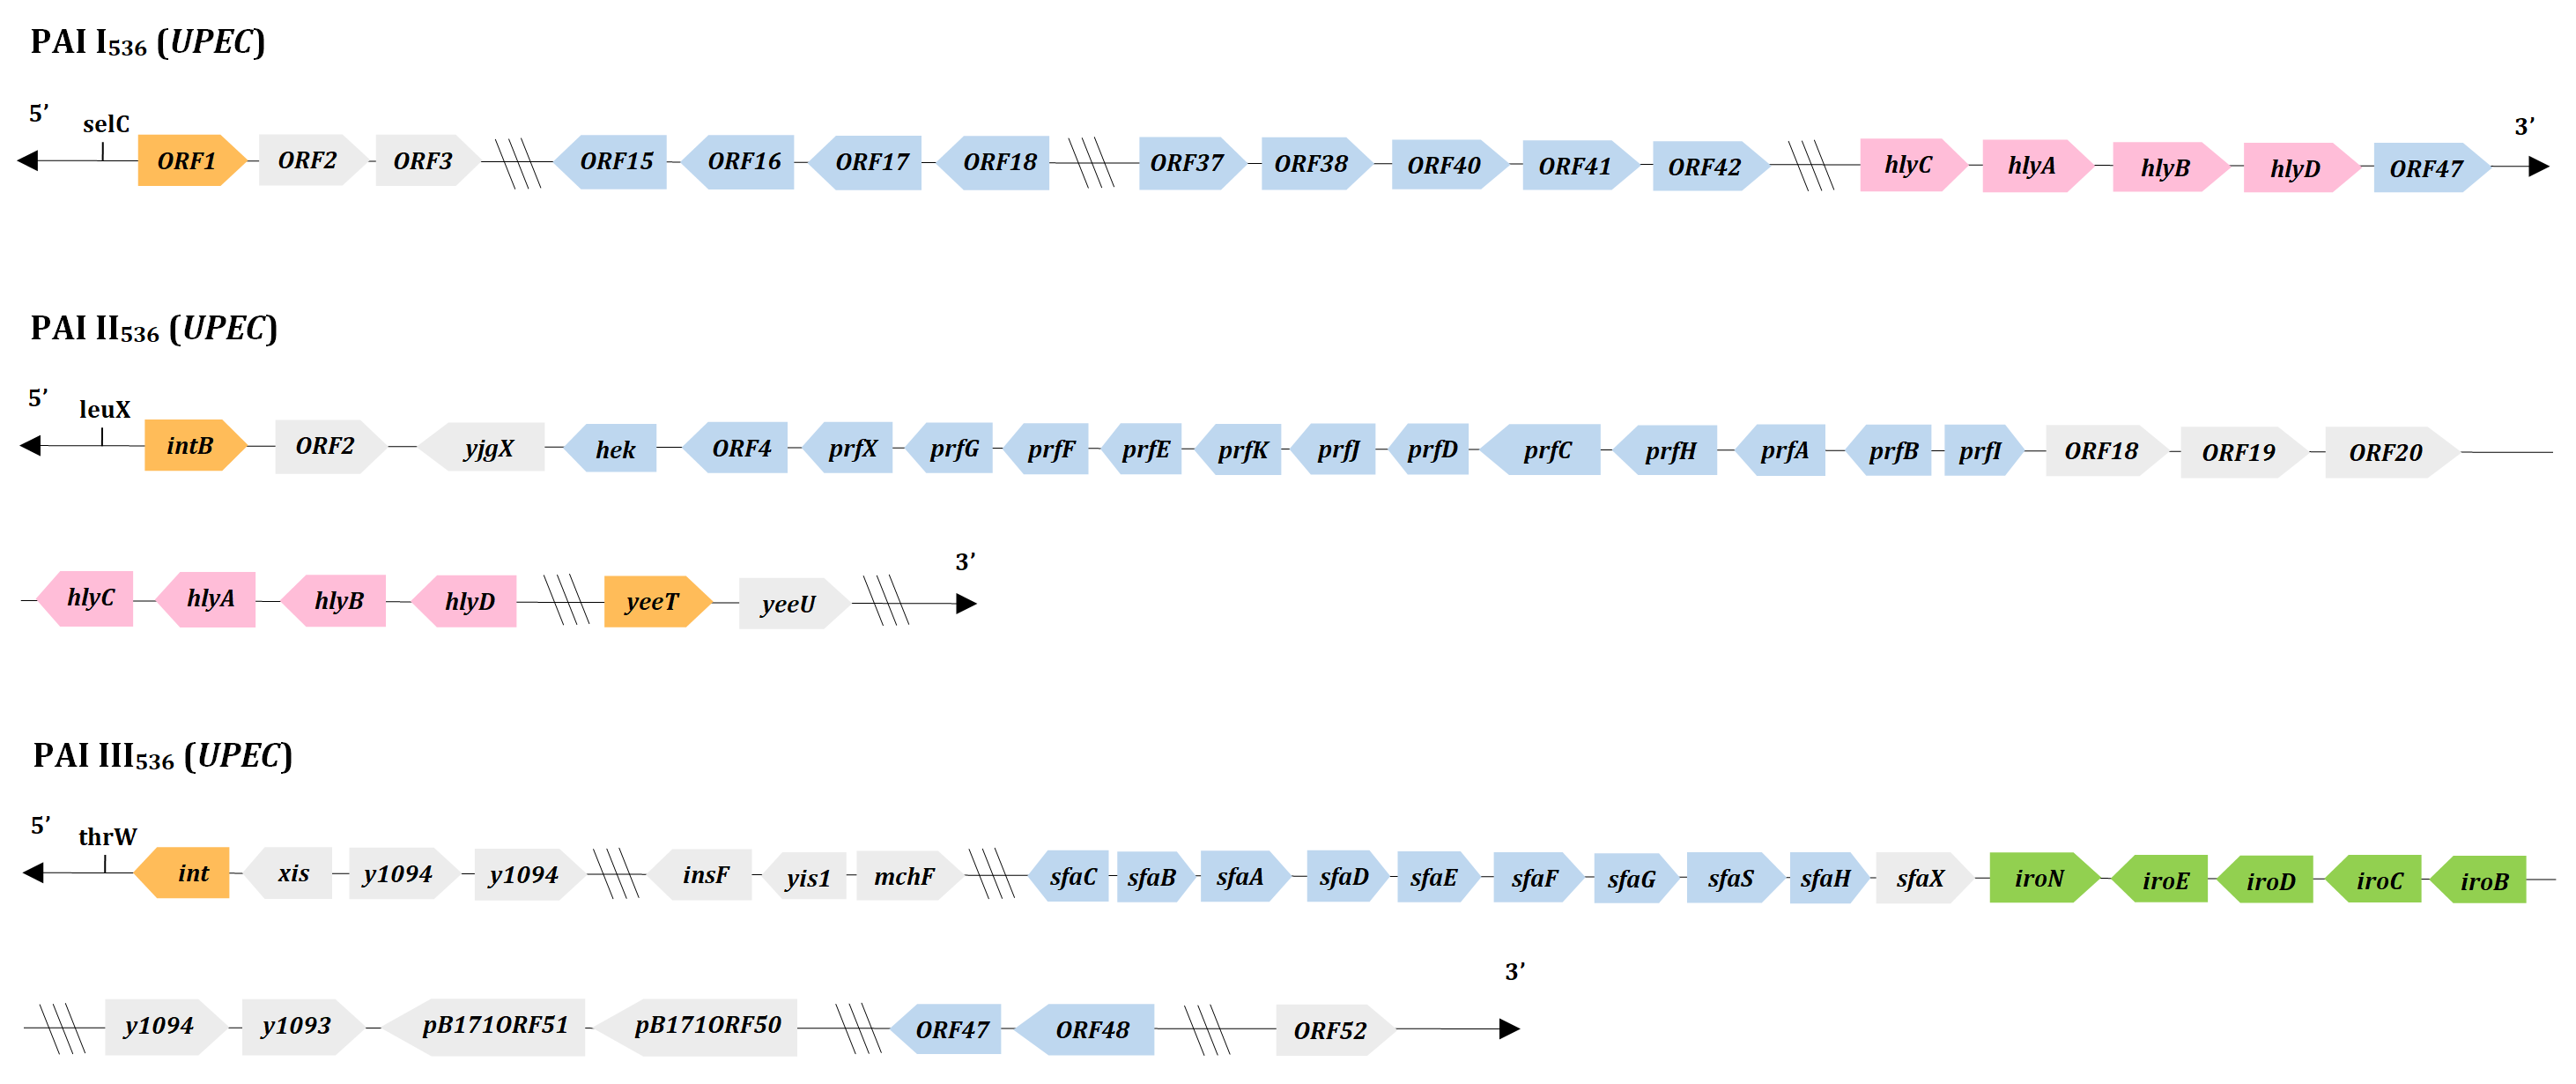 PAI I536 (UPEC)
5’ selC 3’
ORF1 ORF2 ORF3 ORF15 ORF16 ORF17 ORF18 ORF37 ORF38 ORF40 ORF41 ORF42 hlyC hlyA hlyB hlyD ORF47
PAI II536 (UPEC)
5’ leuX
intB ORF2 yjgX hek ORF4 prfX prfG prfF prfE prfK prfJ prfD prfC prfH prfA prfB prfI ORF18 ORF19 ORF20
3’
hlyC hlyA hlyB hlyD yeeT yeeU
PAI III536 (UPEC)
5’ thrW
int xis y1094 y1094 insF yis1 mchF sfaC sfaB sfaA sfaD sfaE sfaF sfaG sfaS sfaH sfaX iroN iroE iroD iroC iroB
3’
y1094 y1093 pB171ORF51 pB171ORF50 ORF47 ORF48 ORF52